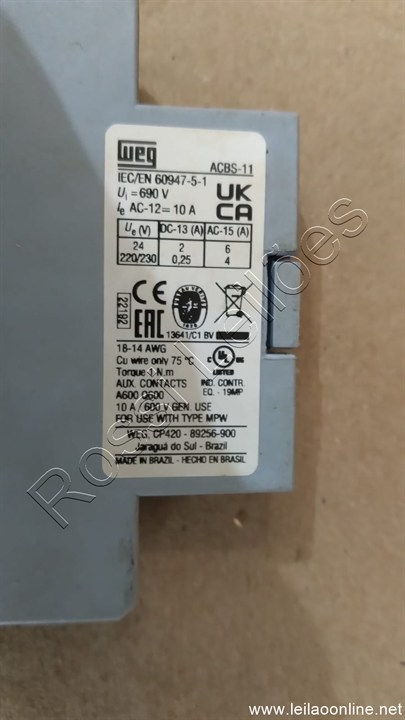 weg
ACBS-11
IEC/EN 60947-5-1
Ui = 690 V
Ie AC-12 = 10 A
UK
CA
Ue (V) DC-13 (A) AC-15 (A)
24 2 6
220/230 0,25 4
22192
CE
EAC
13641/C1 BV
18-14 AWG
Cu wire only 75 °C
Torque 1 N.m
AUX. CONTACTS
A600 Q600
10 A / 600 V GEN. USE
FOR USE WITH TYPE MPW
C UL US
LISTED
IND. CONTR.
EQ. - 19MP
WEG, CP420 - 89256-900
Jaraguá do Sul - Brazil
MADE IN BRAZIL - HECHO EN BRASIL
Rosen Leilões
www.leilaoonline.net